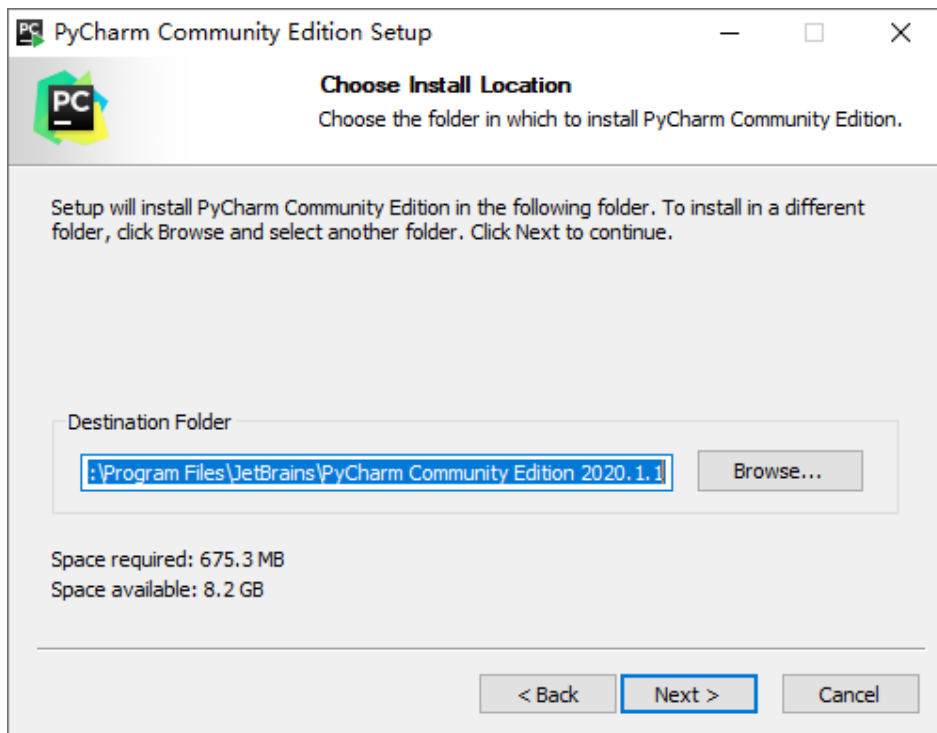 PC PyCharm Community Edition Setup
PC
Choose Install Location
Choose the folder in which to install PyCharm Community Edition.
Setup will install PyCharm Community Edition in the following folder. To install in a different
folder, click Browse and select another folder. Click Next to continue.
Destination Folder
:\Program Files\JetBrains\PyCharm Community Edition 2020.1.1
Browse...
Space required: 675.3 MB
Space available: 8.2 GB
< Back
Next >
Cancel